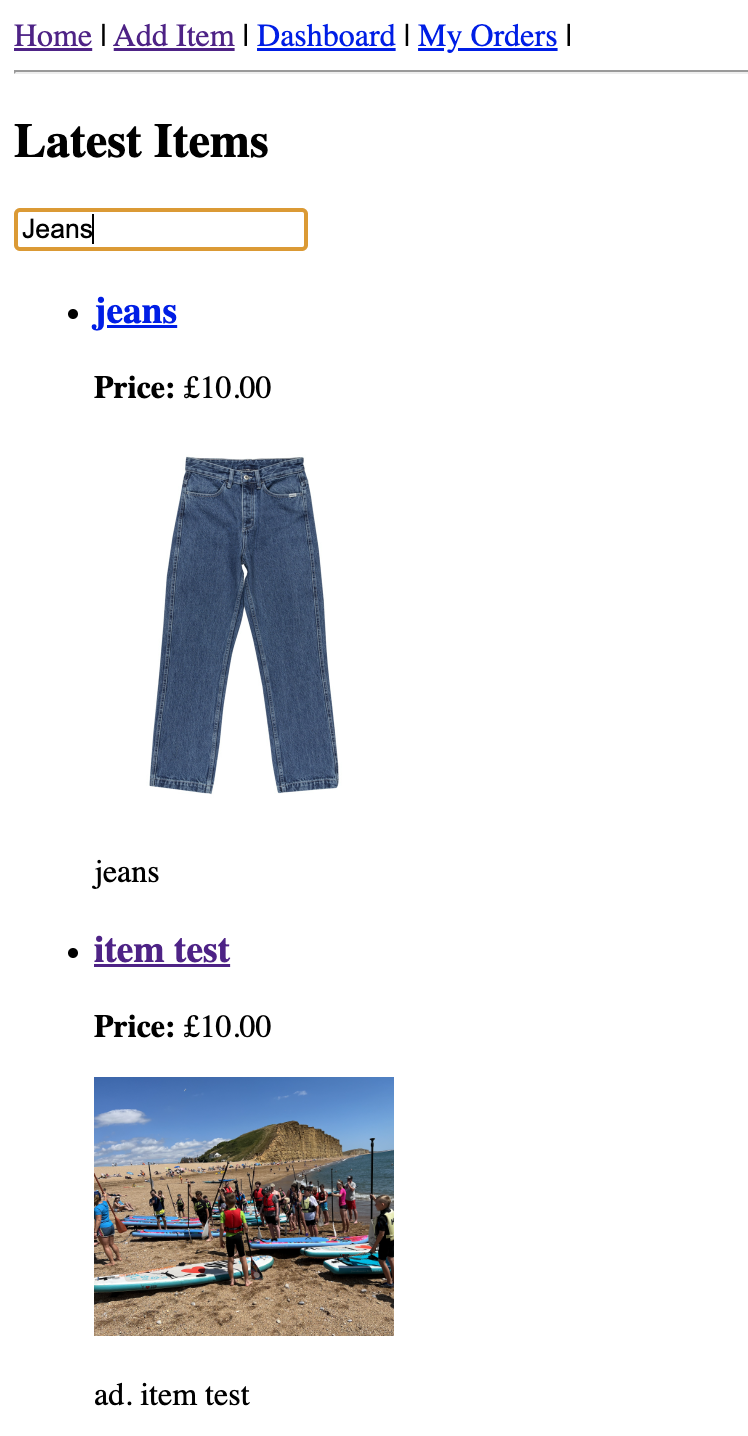 Home | Add Item | Dashboard | My Orders |
Latest Items
Jeans
jeans
Price: £10.00
jeans
item test
Price: £10.00
ad. item test